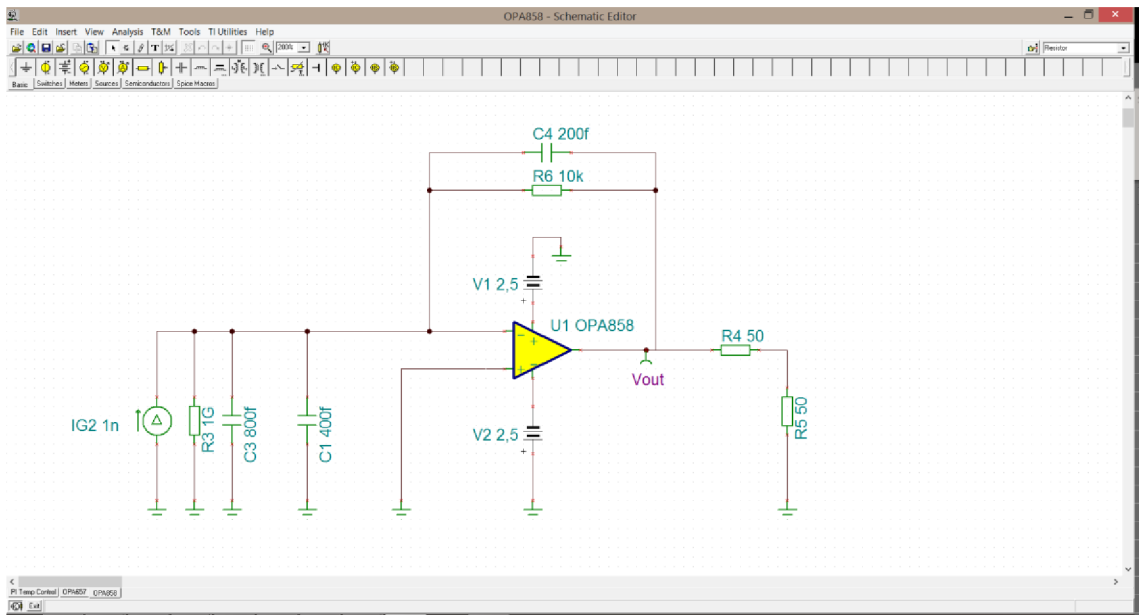 OPA858 - Schematic Editor
File Edit Insert View Analysis T&M Tools TI Utilities Help
200%
Resistor
Basic Switches Meters Sources Semiconductors Spice Macros
C4 200f
R6 10k
V1 2,5
+
U1 OPA858
R4 50
Vout
IG2 1n
R3 1G
C3 800f
C1 400f
V2 2,5
+
R5 50
PI Temp Control OPA657 OPA858
Exit